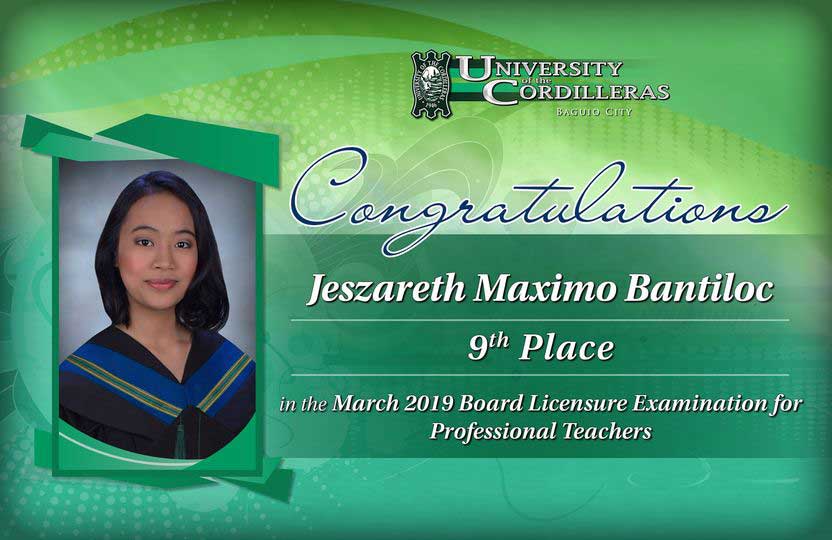 UNIVERSITY
of the
CORDILLERAS
BAGUIO CITY
Congratulations
Jeszareth Maximo Bantiloc
9th Place
in the March 2019 Board Licensure Examination for
Professional Teachers